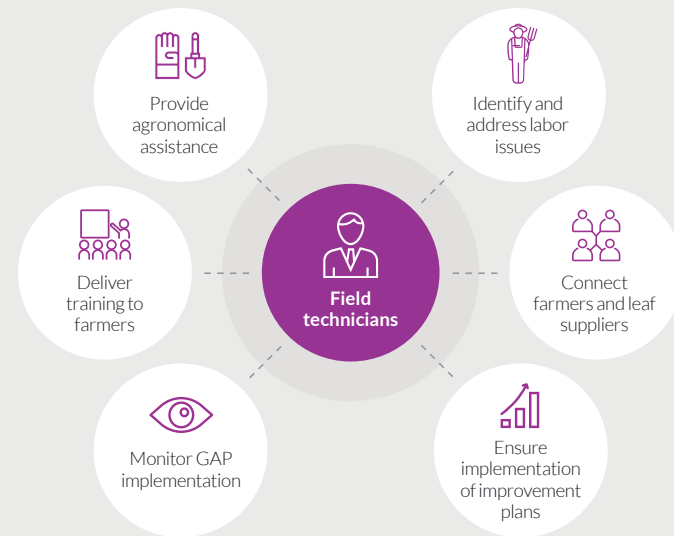 Provide
agronomical
assistance
Identify and
address labor
issues
Deliver
training to
farmers
Field
technicians
Connect
farmers and leaf
suppliers
Monitor GAP
implementation
Ensure
implementation
of improvement
plans